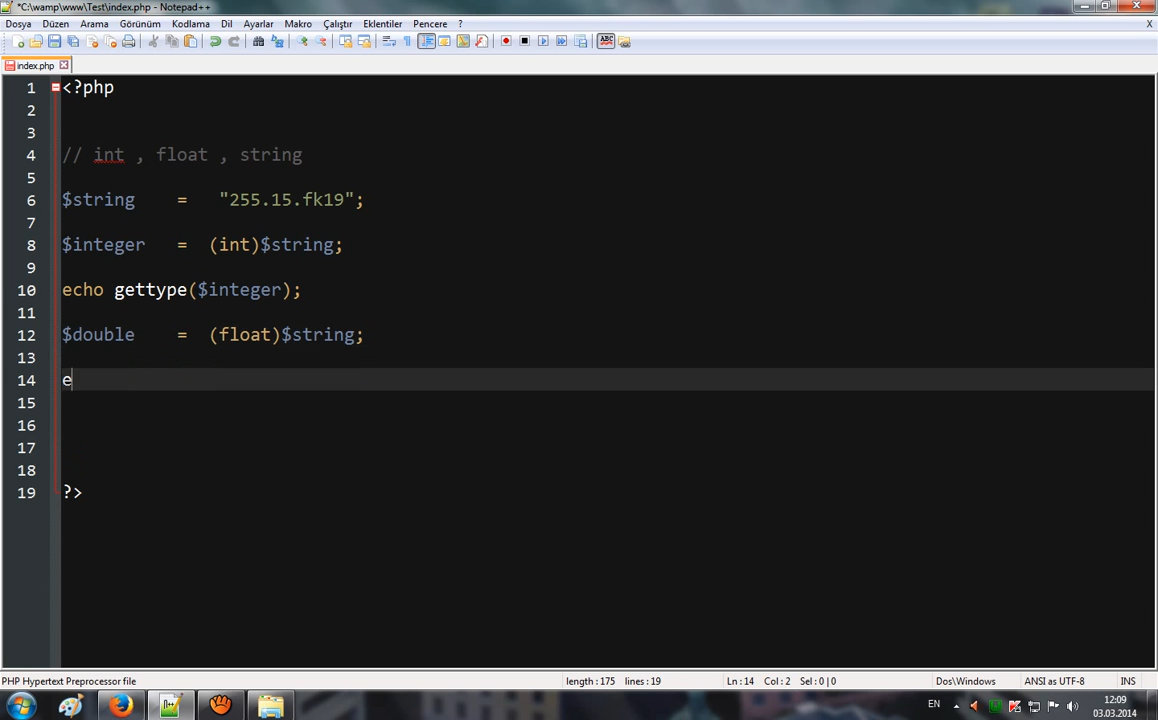 *C:\wamp\www\Test\index.php - Notepad++
Dosya Düzen Arama Görünüm Kodlama Dil Ayarlar Makro Çalıştır Eklentiler Pencere ? X
index.php
1 <?php
2
3
4 // int , float , string
5
6 $string = "255.15.fk19";
7
8 $integer = (int)$string;
9
10 echo gettype($integer);
11
12 $double = (float)$string;
13
14 e
15
16
17
18
19 ?>
PHP Hypertext Preprocessor file length : 175 lines : 19 Ln : 14 Col : 2 Sel : 0 | 0 Dos\Windows ANSI as UTF-8 INS
EN 12:09
03.03.2014